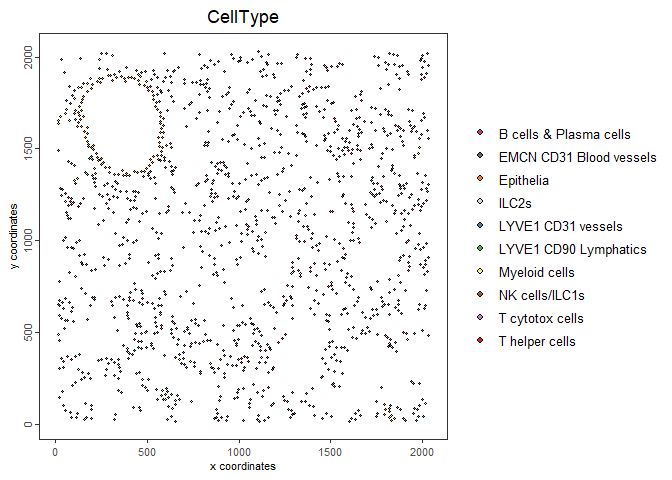 CellType
2000
1500
1000
500
0
y coordinates
0
500
1000
1500
2000
x coordinates
B cells & Plasma cells
EMCN CD31 Blood vessels
Epithelia
ILC2s
LYVE1 CD31 vessels
LYVE1 CD90 Lymphatics
Myeloid cells
NK cells/ILC1s
T cytotox cells
T helper cells